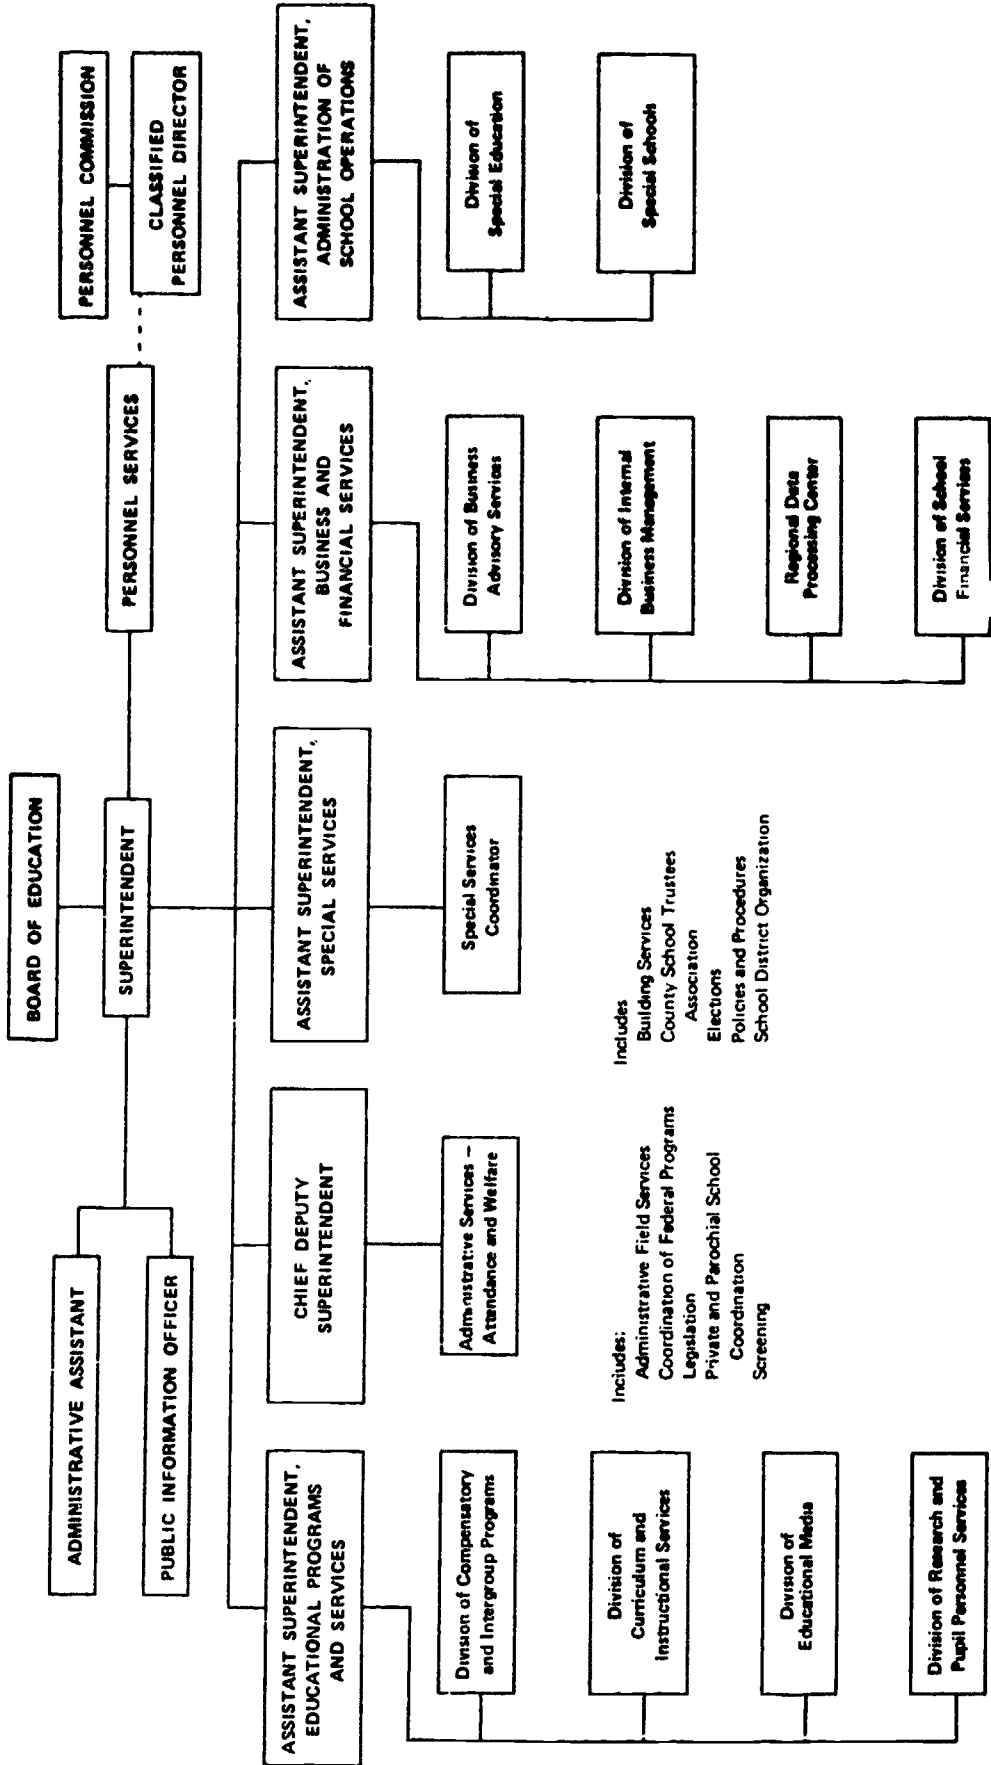 BOARD OF EDUCATION
SUPERINTENDENT
ADMINISTRATIVE ASSISTANT
PUBLIC INFORMATION OFFICER
PERSONNEL SERVICES
PERSONNEL COMMISSION
CLASSIFIED
PERSONNEL DIRECTOR
ASSISTANT SUPERINTENDENT,
EDUCATIONAL PROGRAMS
AND SERVICES
Division of Compensatory
and Intergroup Programs
Division of
Curriculum and
Instructional Services
Division of
Educational Media
Division of Research and
Pupil Personnel Services
CHIEF DEPUTY
SUPERINTENDENT
Administrative Services –
Attendance and Welfare
Includes:
Administrative Field Services
Coordination of Federal Programs
Legislation
Private and Parochial School
Coordination
Screening
ASSISTANT SUPERINTENDENT,
SPECIAL SERVICES
Special Services
Coordinator
Includes
Building Services
County School Trustees
Association
Elections
Policies and Procedures
School District Organization
ASSISTANT SUPERINTENDENT,
BUSINESS AND
FINANCIAL SERVICES
Division of Business
Advisory Services
Division of Internal
Business Management
Regional Data
Processing Center
Division of School
Financial Services
ASSISTANT SUPERINTENDENT,
ADMINISTRATION OF
SCHOOL OPERATIONS
Division of
Special Education
Division of
Special Schools